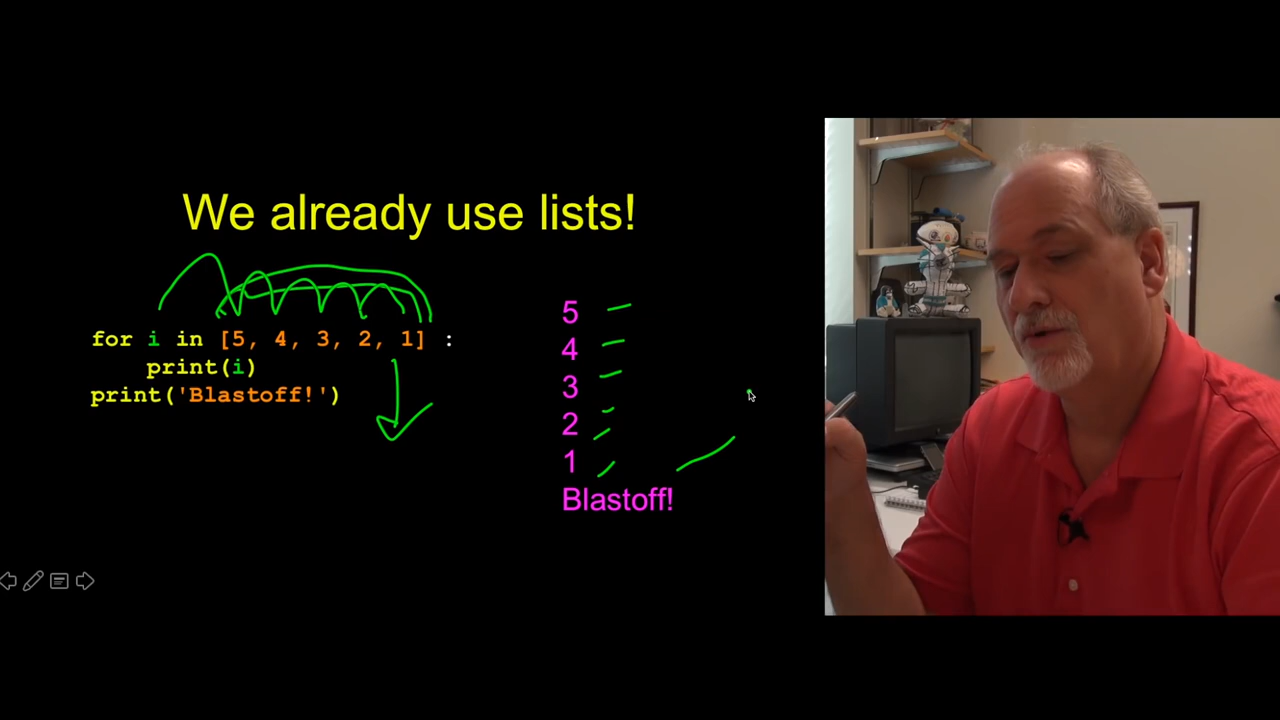 We already use lists!
for i in [5, 4, 3, 2, 1] :
    print(i)
print('Blastoff!')
5
4
3
2
1
Blastoff!